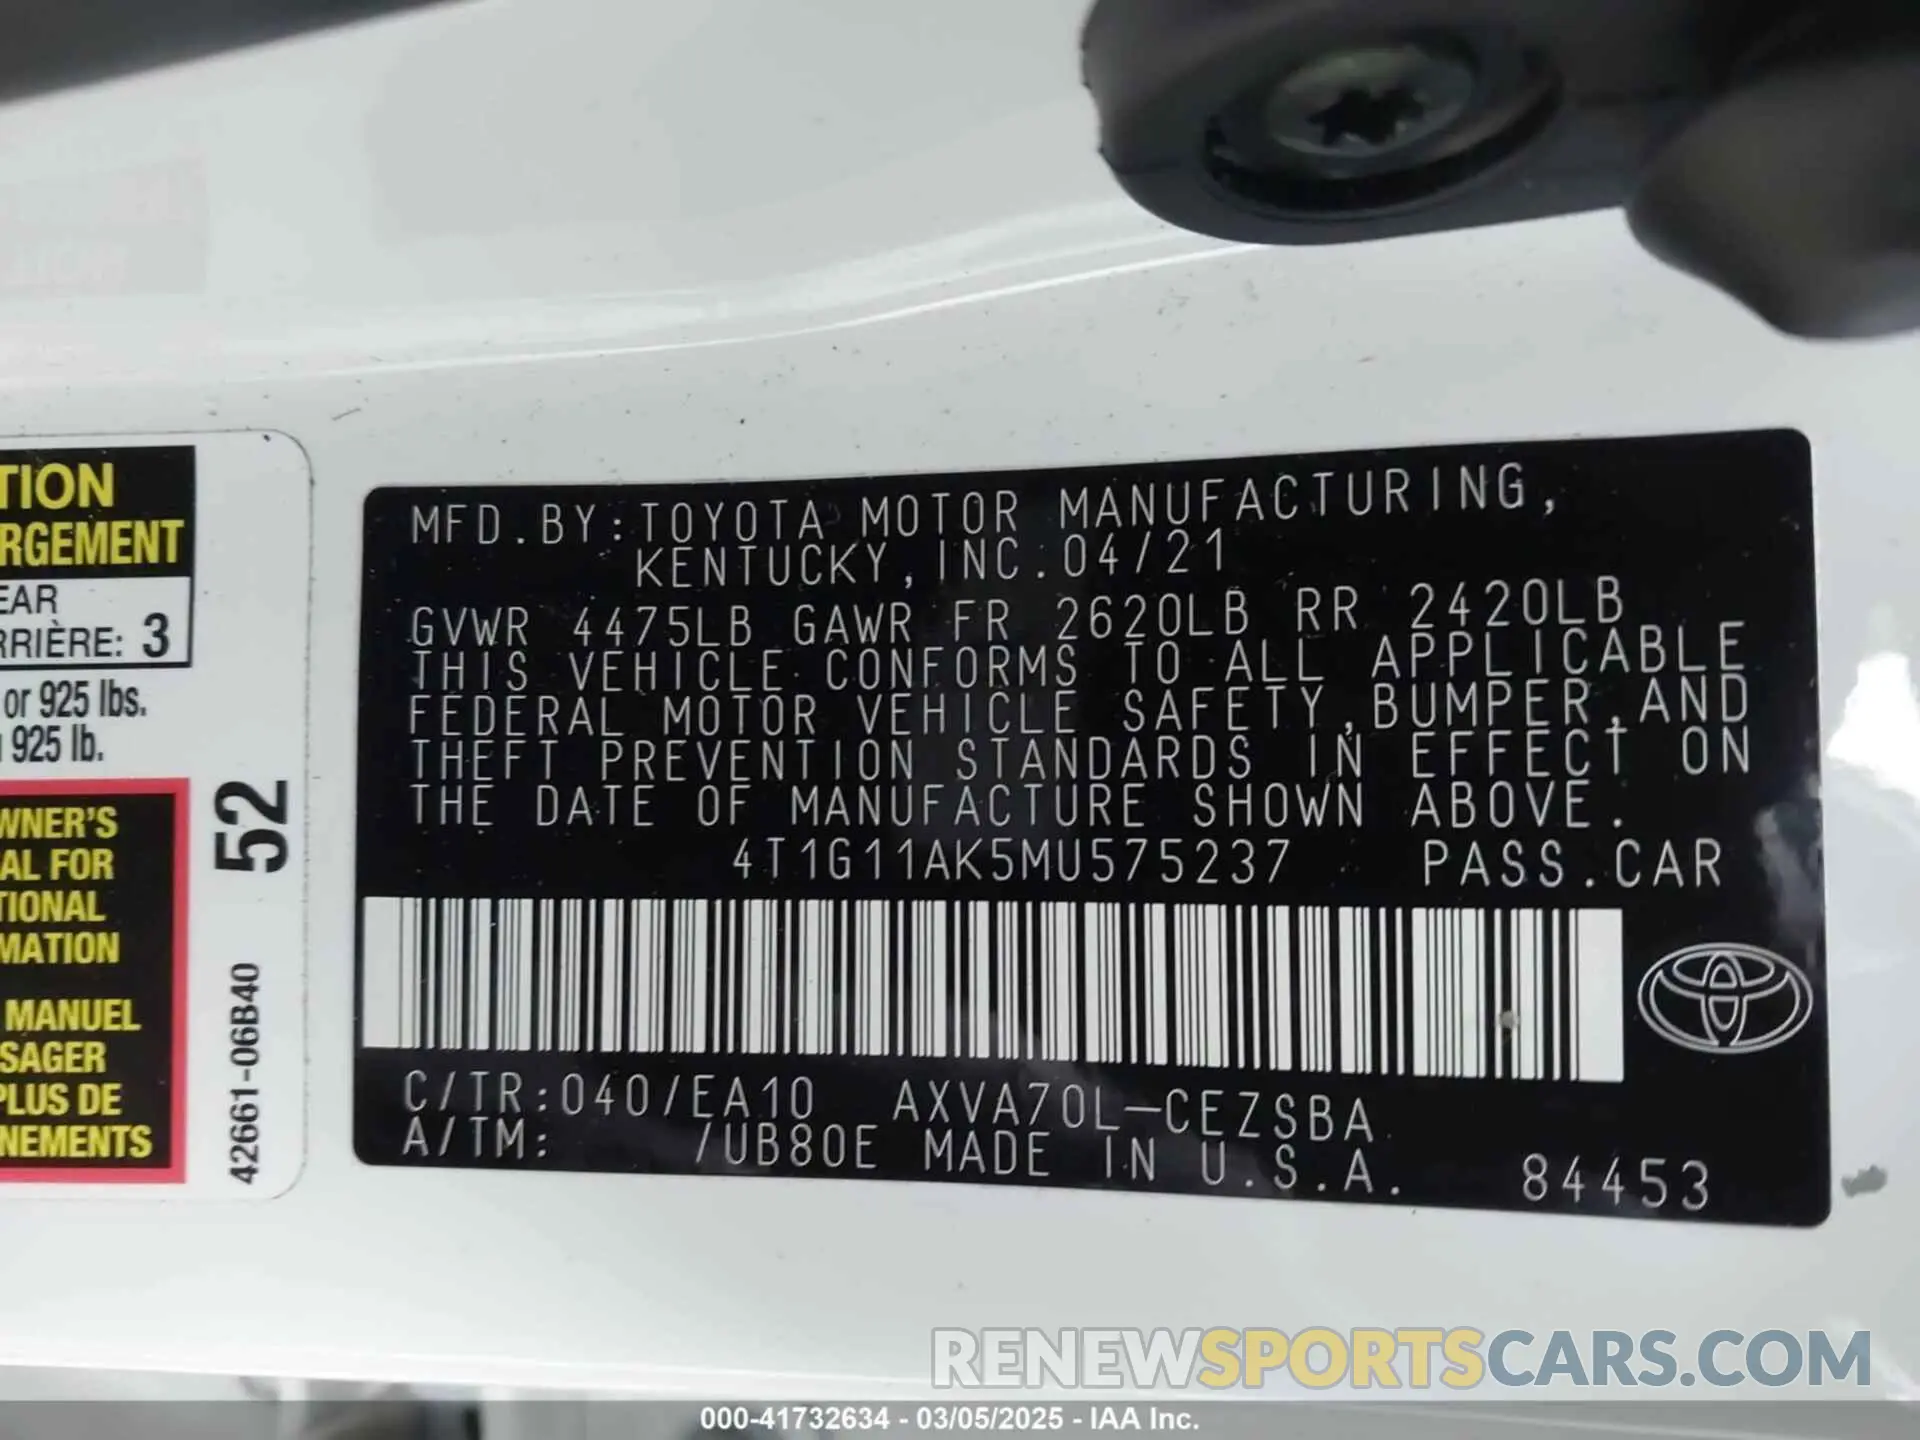 TION
RGEMENT
EAR
RRIÈRE: 3
or 925 lbs.
925 lb.
WNER'S
AL FOR
TIONAL
MATION
MANUEL
SAGER
PLUS DE
NEMENTS
52
42661-06B40
MFD.BY:TOYOTA MOTOR MANUFACTURING,
KENTUCKY,INC.04/21
GVWR 4475LB GAWR FR 2620LB RR 2420LB
THIS VEHICLE CONFORMS TO ALL APPLICABLE
FEDERAL MOTOR VEHICLE SAFETY,BUMPER,AND
THEFT PREVENTION STANDARDS IN EFFECT ON
THE DATE OF MANUFACTURE SHOWN ABOVE.
4T1G11AK5MU575237 PASS.CAR
C/TR:040/EA10 AXVA70L-CEZSBA
A/TM: /UB80E MADE IN U.S.A. 84453
RENEWSPORTSCARS.COM
000-41732634 - 03/05/2025 - IAA Inc.